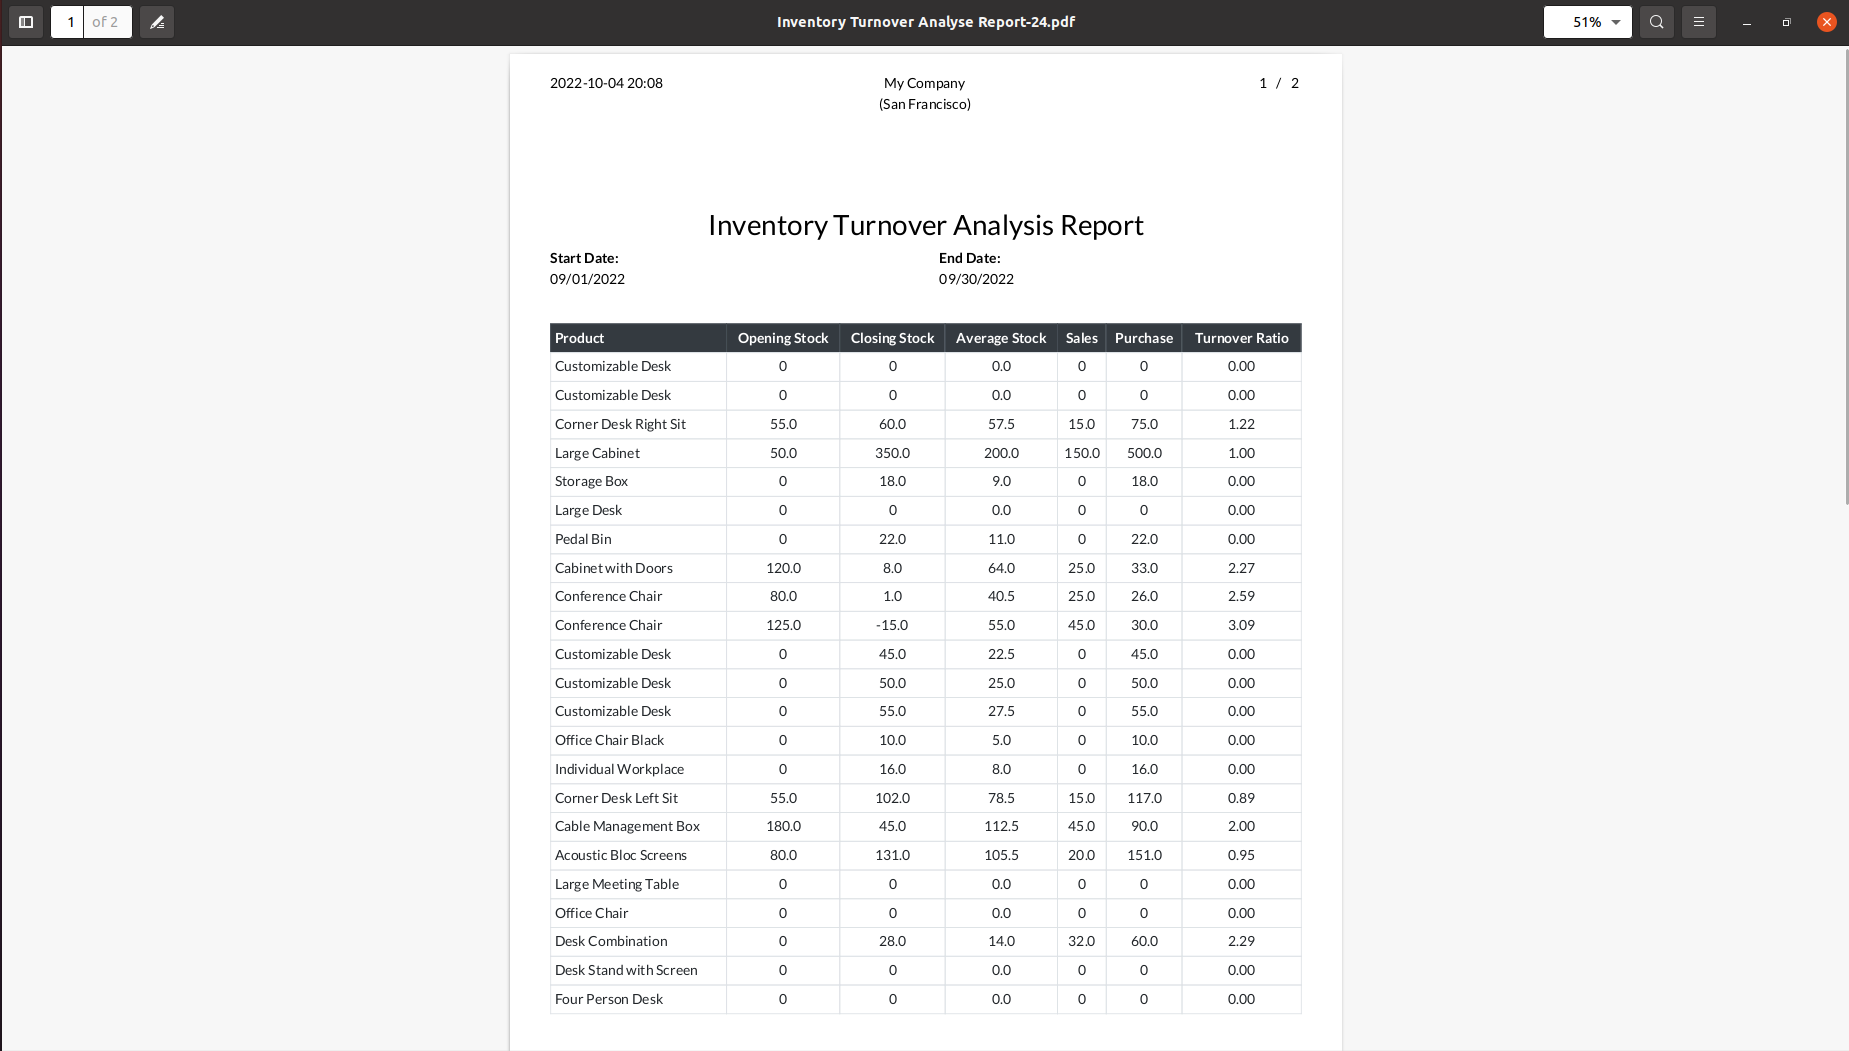 1 of 2 Inventory Turnover Analyse Report-24.pdf 51%
2022-10-04 20:08 My Company 1 / 2
(San Francisco)
Inventory Turnover Analysis Report
Start Date: End Date:
09/01/2022 09/30/2022
Product Opening Stock Closing Stock Average Stock Sales Purchase Turnover Ratio
Customizable Desk 0 0 0.0 0 0 0.00
Customizable Desk 0 0 0.0 0 0 0.00
Corner Desk Right Sit 55.0 60.0 57.5 15.0 75.0 1.22
Large Cabinet 50.0 350.0 200.0 150.0 500.0 1.00
Storage Box 0 18.0 9.0 0 18.0 0.00
Large Desk 0 0 0.0 0 0 0.00
Pedal Bin 0 22.0 11.0 0 22.0 0.00
Cabinet with Doors 120.0 8.0 64.0 25.0 33.0 2.27
Conference Chair 80.0 1.0 40.5 25.0 26.0 2.59
Conference Chair 125.0 -15.0 55.0 45.0 30.0 3.09
Customizable Desk 0 45.0 22.5 0 45.0 0.00
Customizable Desk 0 50.0 25.0 0 50.0 0.00
Customizable Desk 0 55.0 27.5 0 55.0 0.00
Office Chair Black 0 10.0 5.0 0 10.0 0.00
Individual Workplace 0 16.0 8.0 0 16.0 0.00
Corner Desk Left Sit 55.0 102.0 78.5 15.0 117.0 0.89
Cable Management Box 180.0 45.0 112.5 45.0 90.0 2.00
Acoustic Bloc Screens 80.0 131.0 105.5 20.0 151.0 0.95
Large Meeting Table 0 0 0.0 0 0 0.00
Office Chair 0 0 0.0 0 0 0.00
Desk Combination 0 28.0 14.0 32.0 60.0 2.29
Desk Stand with Screen 0 0 0.0 0 0 0.00
Four Person Desk 0 0 0.0 0 0 0.00